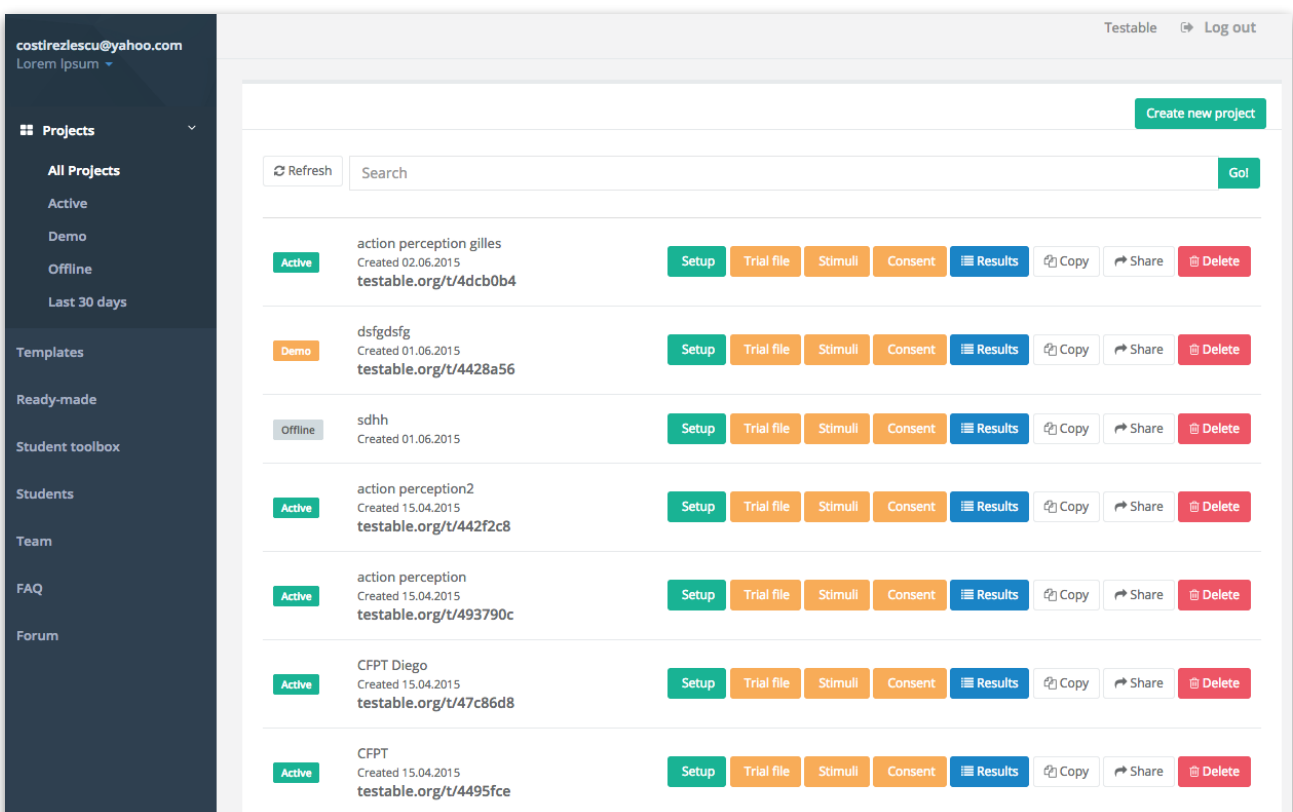 costirezlescu@yahoo.com
Lorem Ipsum
Testable Log out
Projects
All Projects
Active
Demo
Offline
Last 30 days
Templates
Ready-made
Student toolbox
Students
Team
FAQ
Forum
Create new project
Refresh Search Go!
action perception gilles
Active Created 02.06.2015 Setup Trial file Stimuli Consent Results Copy Share Delete
testable.org/t/4dcb0b4
dsfgdsfg
Demo Created 01.06.2015 Setup Trial file Stimuli Consent Results Copy Share Delete
testable.org/t/4428a56
sdhh
Offline Created 01.06.2015 Setup Trial file Stimuli Consent Results Copy Share Delete
action perception2
Active Created 15.04.2015 Setup Trial file Stimuli Consent Results Copy Share Delete
testable.org/t/442f2c8
action perception
Active Created 15.04.2015 Setup Trial file Stimuli Consent Results Copy Share Delete
testable.org/t/493790c
CFPT Diego
Active Created 15.04.2015 Setup Trial file Stimuli Consent Results Copy Share Delete
testable.org/t/47c86d8
CFPT
Active Created 15.04.2015 Setup Trial file Stimuli Consent Results Copy Share Delete
testable.org/t/4495fce